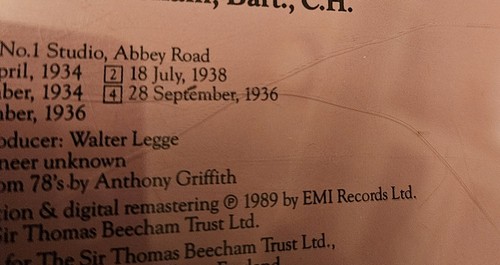 Bart., C.H.
No.1 Studio, Abbey Road
pril, 1934 [2] 18 July, 1938
ber, 1934 [4] 28 September, 1936
ber, 1936
oducer: Walter Legge
neer unknown
om 78's by Anthony Griffith
tion & digital remastering ℗ 1989 by EMI Records Ltd.
Sir Thomas Beecham Trust Ltd.
for The Sir Thomas Beecham Trust Ltd.,
England